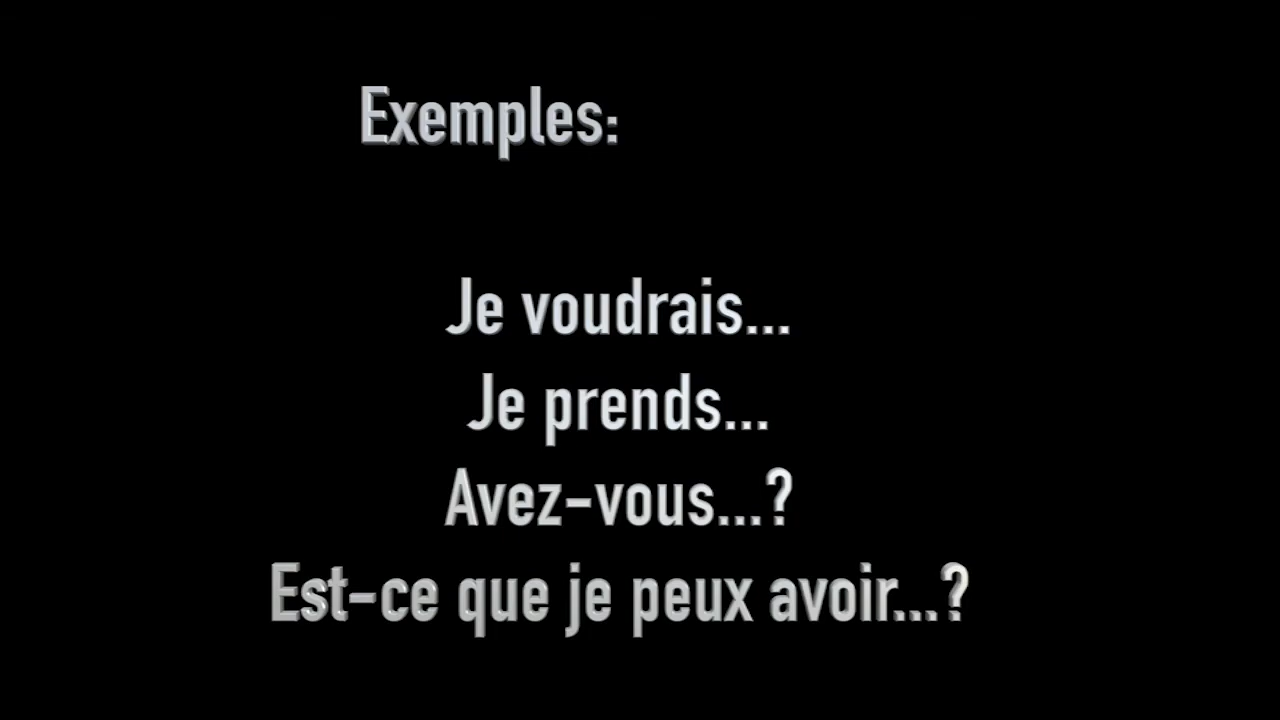 Exemples:
Je voudrais...
Je prends...
Avez-vous...?
Est-ce que je peux avoir...?